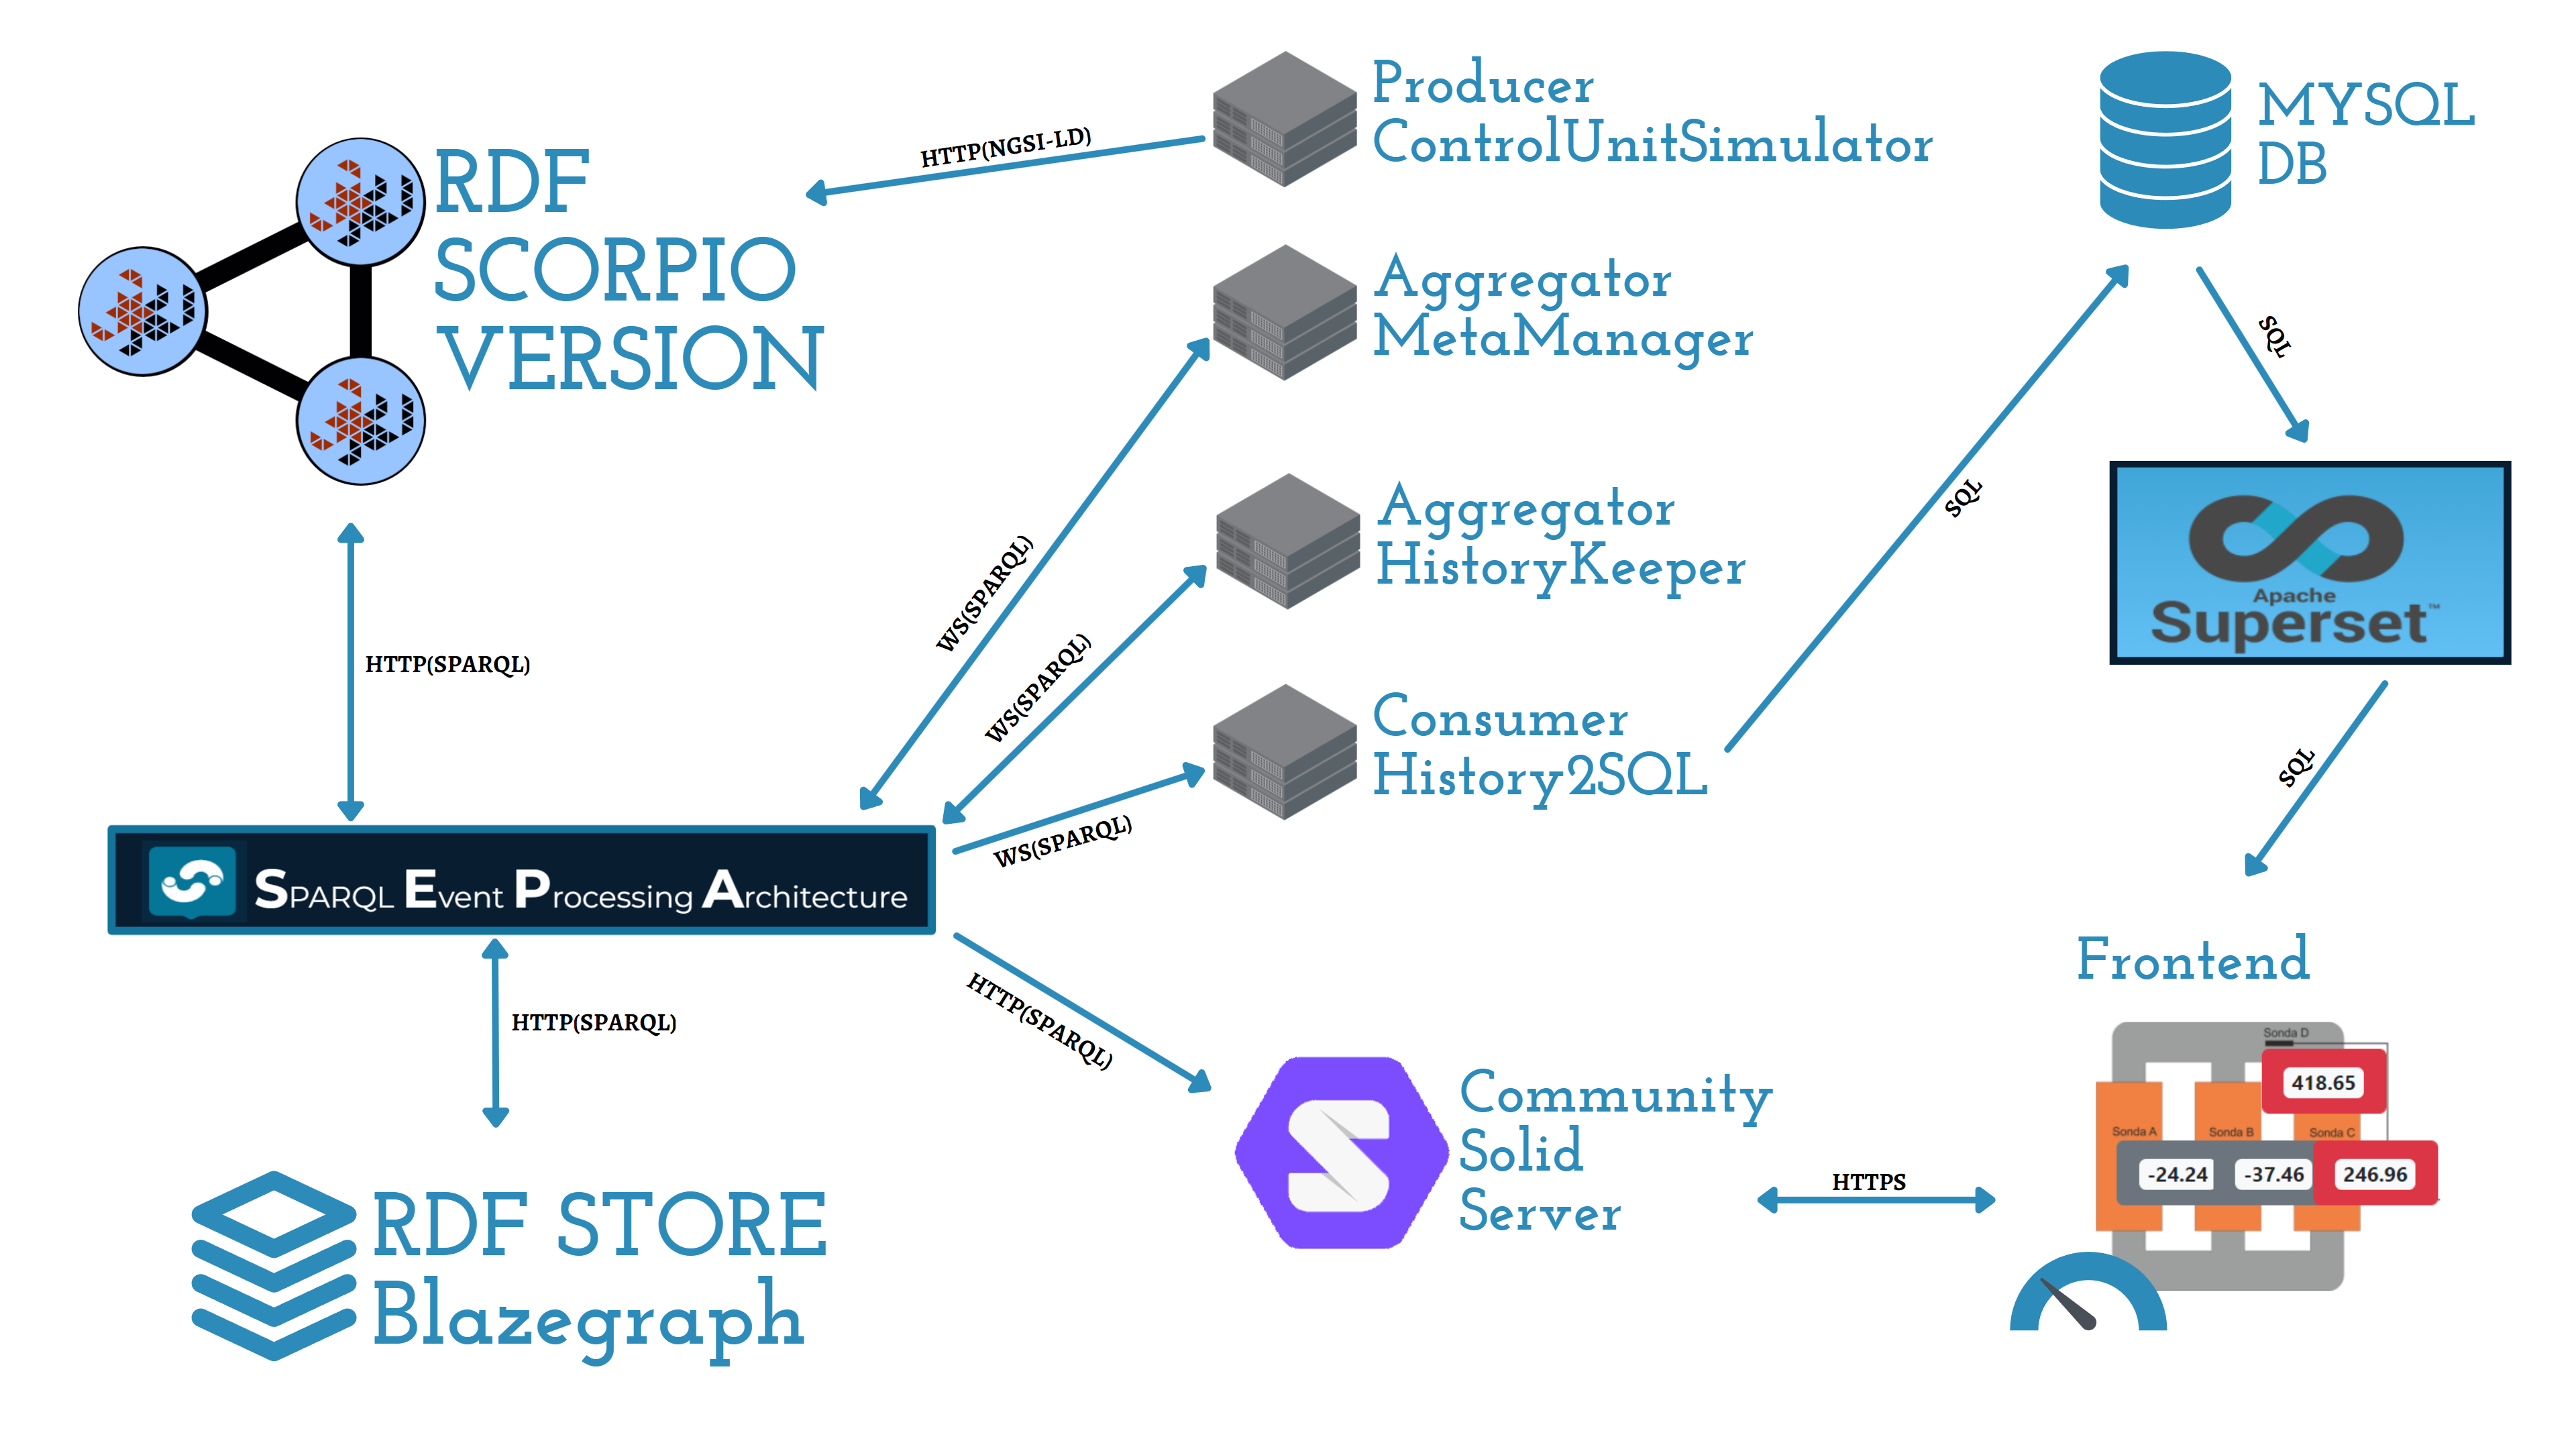 RDF
SCORPIO
VERSION
HTTP(NGSI-LD)
Producer
ControlUnitSimulator
Aggregator
MetaManager
Aggregator
HistoryKeeper
Consumer
History2SQL
MYSQL
DB
SQL
SQL
Apache
Superset™
SQL
HTTP(SPARQL)
WS(SPARQL)
WS(SPARQL)
WS(SPARQL)
SPARQL Event Processing Architecture
HTTP(SPARQL)
HTTP(SPARQL)
RDF STORE
Blazegraph
Community
Solid
Server
HTTPS
Frontend
Sonda D
418.65
Sonda A Sonda B Sonda C
-24.24 -37.46 246.96